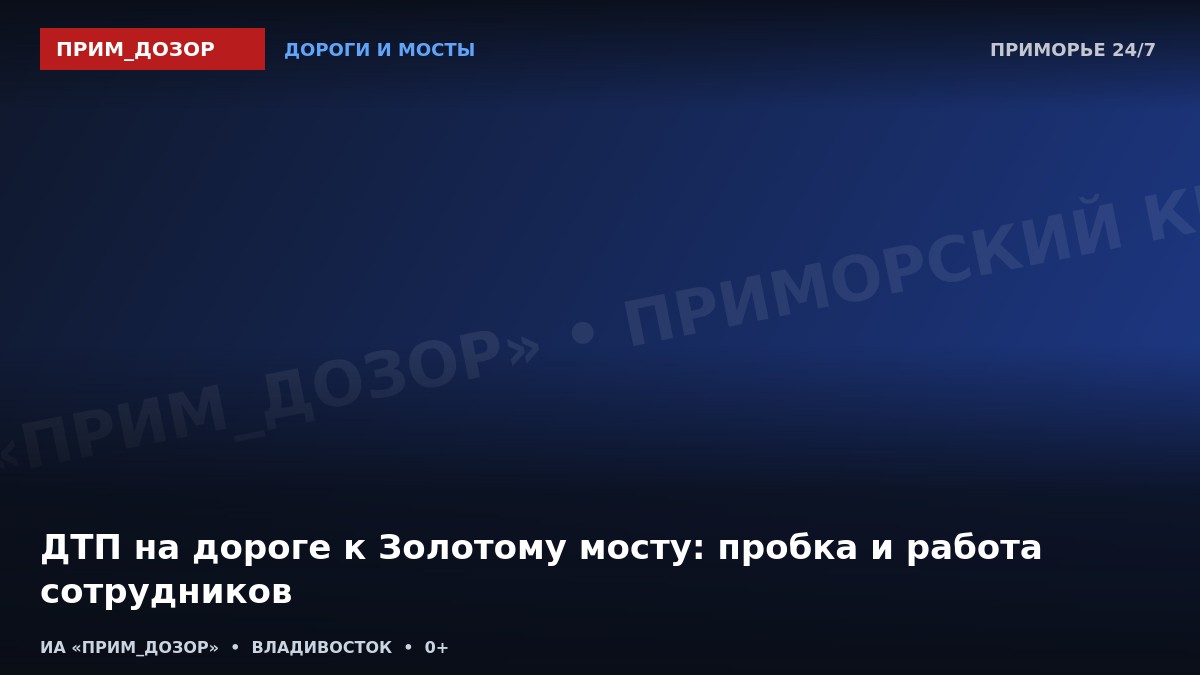 ПРИМ_ДОЗОР
ДОРОГИ И МОСТЫ
ПРИМОРЬЕ 24/7
«ПРИМ_ДОЗОР» • ПРИМОРСКИЙ
ДТП на дороге к Золотому мосту: пробка и работа
сотрудников
ИА «ПРИМ_ДОЗОР» • ВЛАДИВОСТОК • 0+